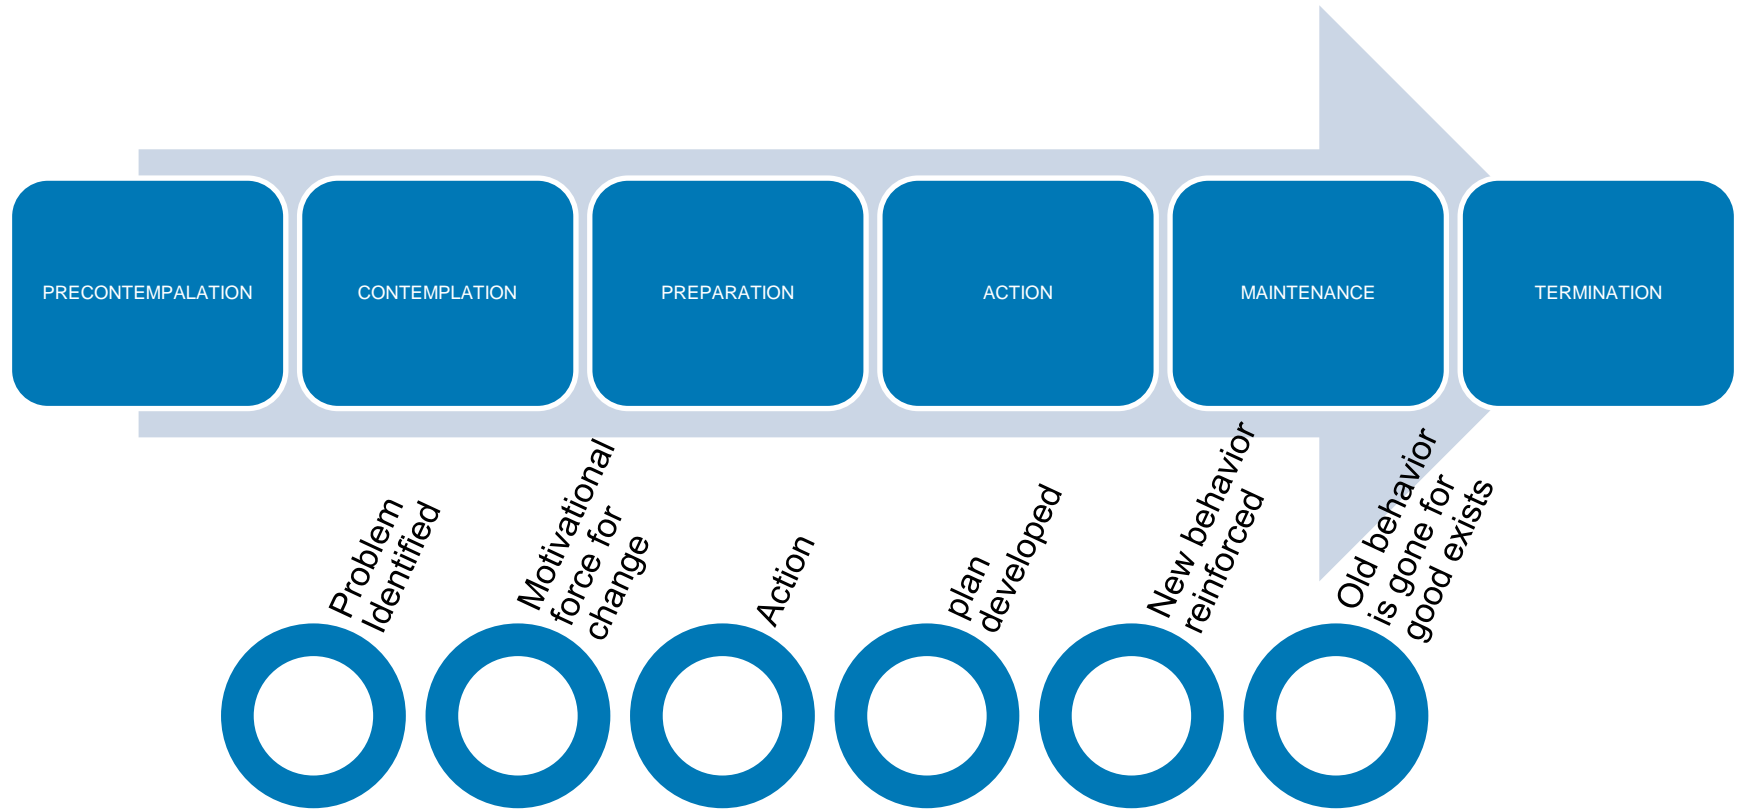 PRECONTEMPALATION
CONTEMPLATION
PREPARATION
ACTION
MAINTENANCE
TERMINATION
Problem
Identified
Motivational
force for
change
Action
plan
developed
New behavior
reinforced
Old behavior
is gone for
good exists